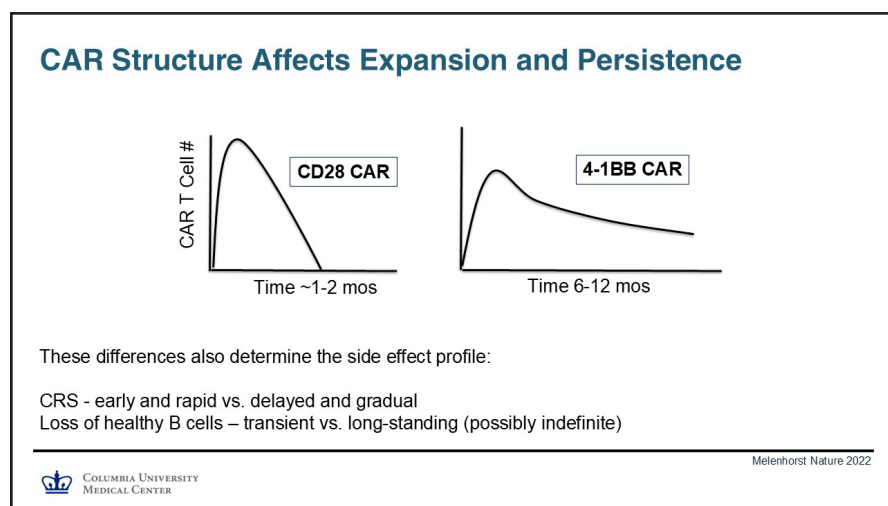 CAR Structure Affects Expansion and Persistence
CAR T Cell #
CD28 CAR
Time ~1-2 mos
4-1BB CAR
Time 6-12 mos
These differences also determine the side effect profile:
CRS - early and rapid vs. delayed and gradual
Loss of healthy B cells – transient vs. long-standing (possibly indefinite)
Melenhorst Nature 2022
COLUMBIA UNIVERSITY
MEDICAL CENTER